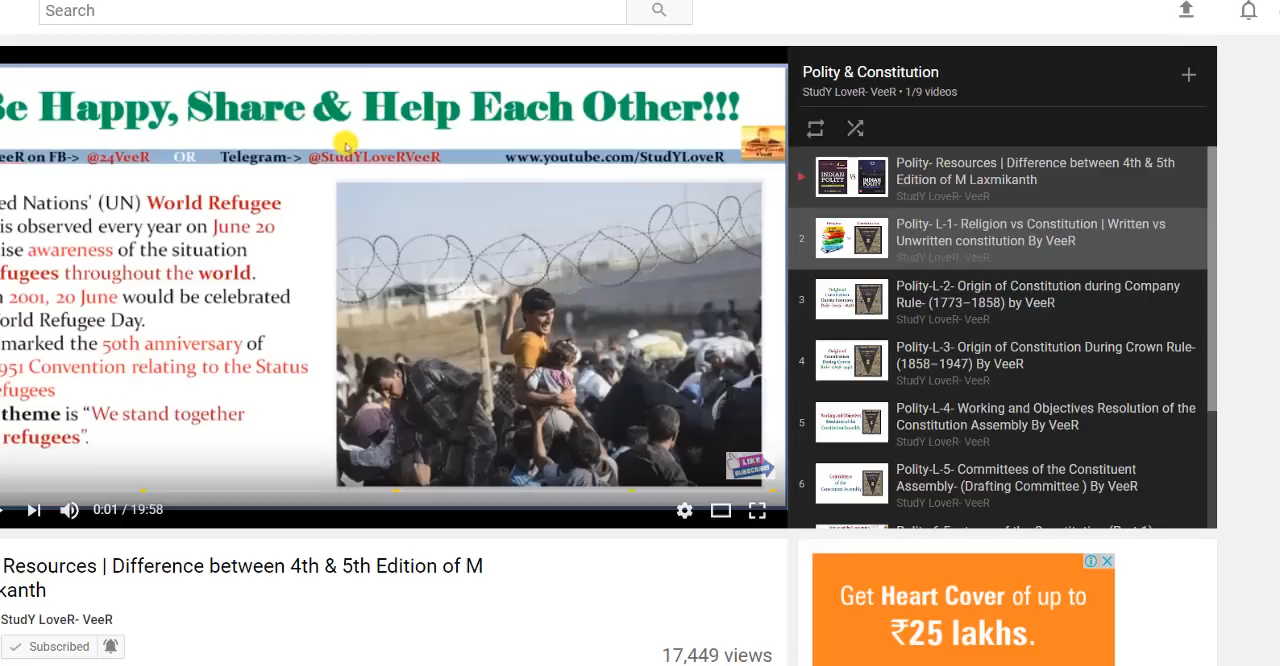 Search
Be Happy, Share & Help Each Other!!!
eeR on FB-> @24VeeR OR Telegram-> @StudYLoveRVeeR www.youtube.com/StudYLoveR
ed Nations' (UN) World Refugee
is observed every year on June 20
ise awareness of the situation
fugees throughout the world.
n 2001, 20 June would be celebrated
orld Refugee Day.
marked the 50th anniversary of
951 Convention relating to the Status
efugees
theme is “We stand together
refugees”.
LIKE
SUBSCRIBE
0:01 / 19:58
Polity & Constitution
StudY LoveR- VeeR • 1/9 videos
INDIAN POLITY VS INDIAN POLITY
Polity- Resources | Difference between 4th & 5th
Edition of M Laxmikanth
StudY LoveR- VeeR
2
Polity- L-1- Religion vs Constitution | Written vs
Unwritten constitution By VeeR
StudY LoveR- VeeR
3
Polity-L-2- Origin of Constitution during Company
Rule- (1773–1858) by VeeR
StudY LoveR- VeeR
4
Polity-L-3- Origin of Constitution During Crown Rule-
(1858–1947) By VeeR
StudY LoveR- VeeR
5
Polity-L-4- Working and Objectives Resolution of the
Constitution Assembly By VeeR
StudY LoveR- VeeR
6
Polity-L-5- Committees of the Constituent
Assembly- (Drafting Committee ) By VeeR
StudY LoveR- VeeR
Resources | Difference between 4th & 5th Edition of M
kanth
StudY LoveR- VeeR
Subscribed
17,449 views
Get Heart Cover of up to
₹25 lakhs.